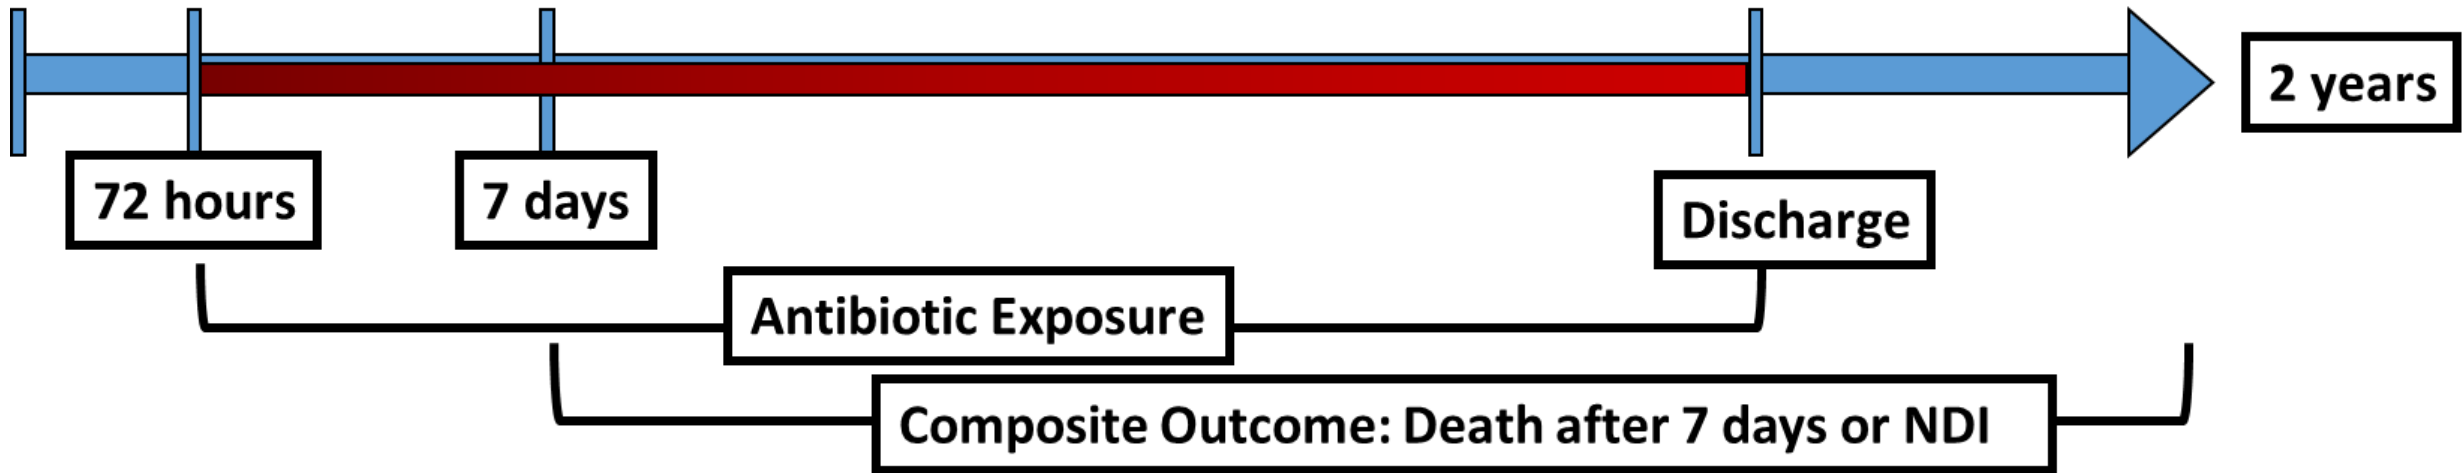 2 years
72 hours
7 days
Discharge
Antibiotic Exposure
Composite Outcome: Death after 7 days or NDI